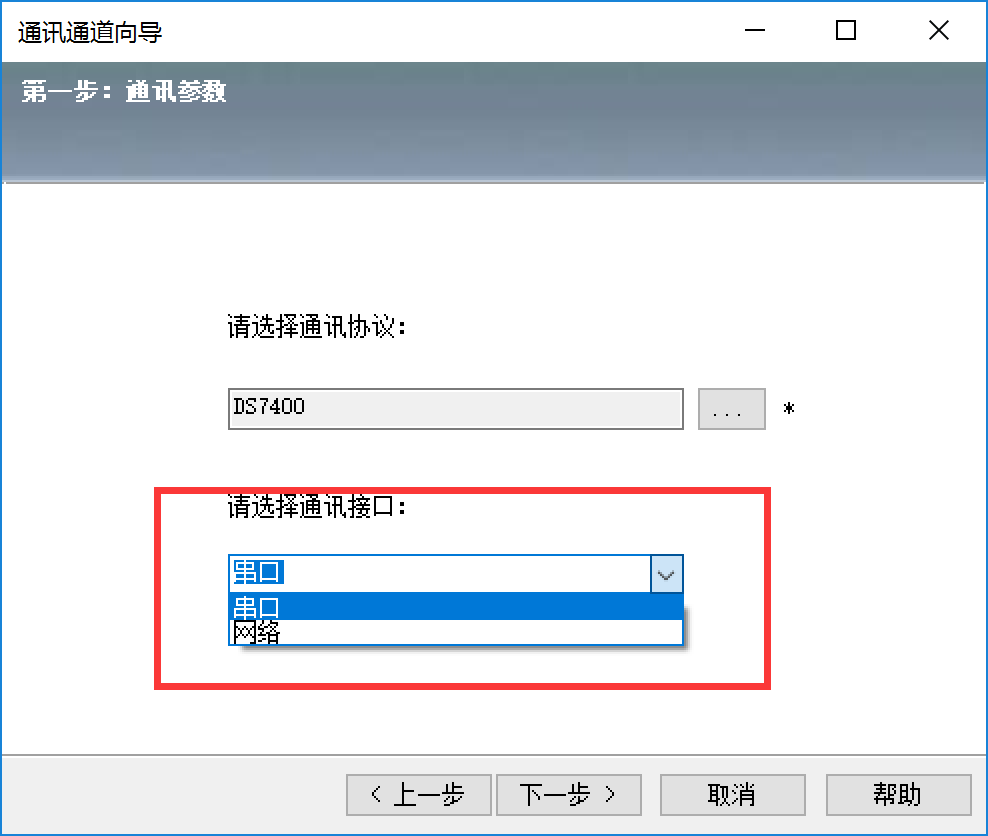 通讯通道向导
第一步：通讯参数
请选择通讯协议：
DS7400 ... *
请选择通讯接口：
串口
串口
网络
< 上一步 下一步 > 取消 帮助